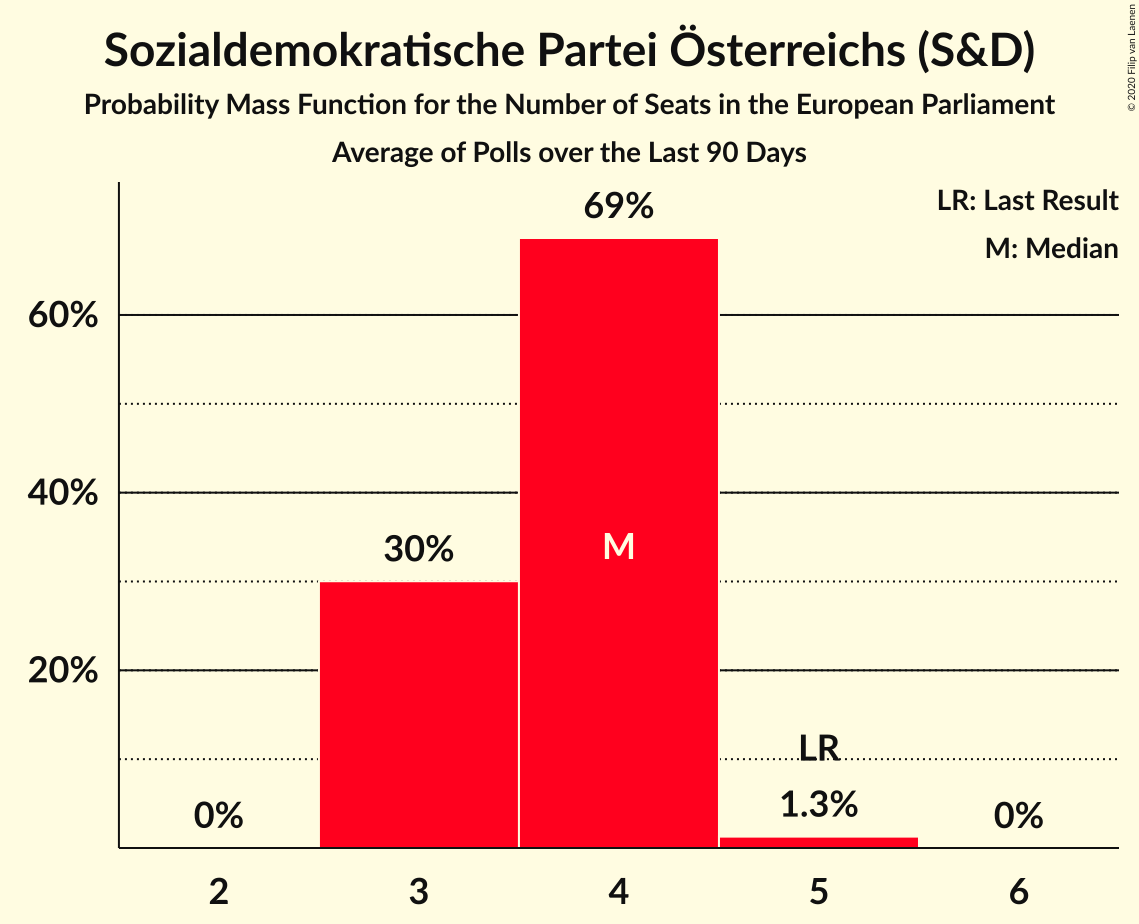 Sozialdemokratische Partei Österreichs (S&D)
Probability Mass Function for the Number of Seats in the European Parliament
Average of Polls over the Last 90 Days
© 2020 Filip van Laenen
LR: Last Result
M: Median
69%
60%
40%
30%
M
20%
LR
1.3%
0%
0%
2 3 4 5 6